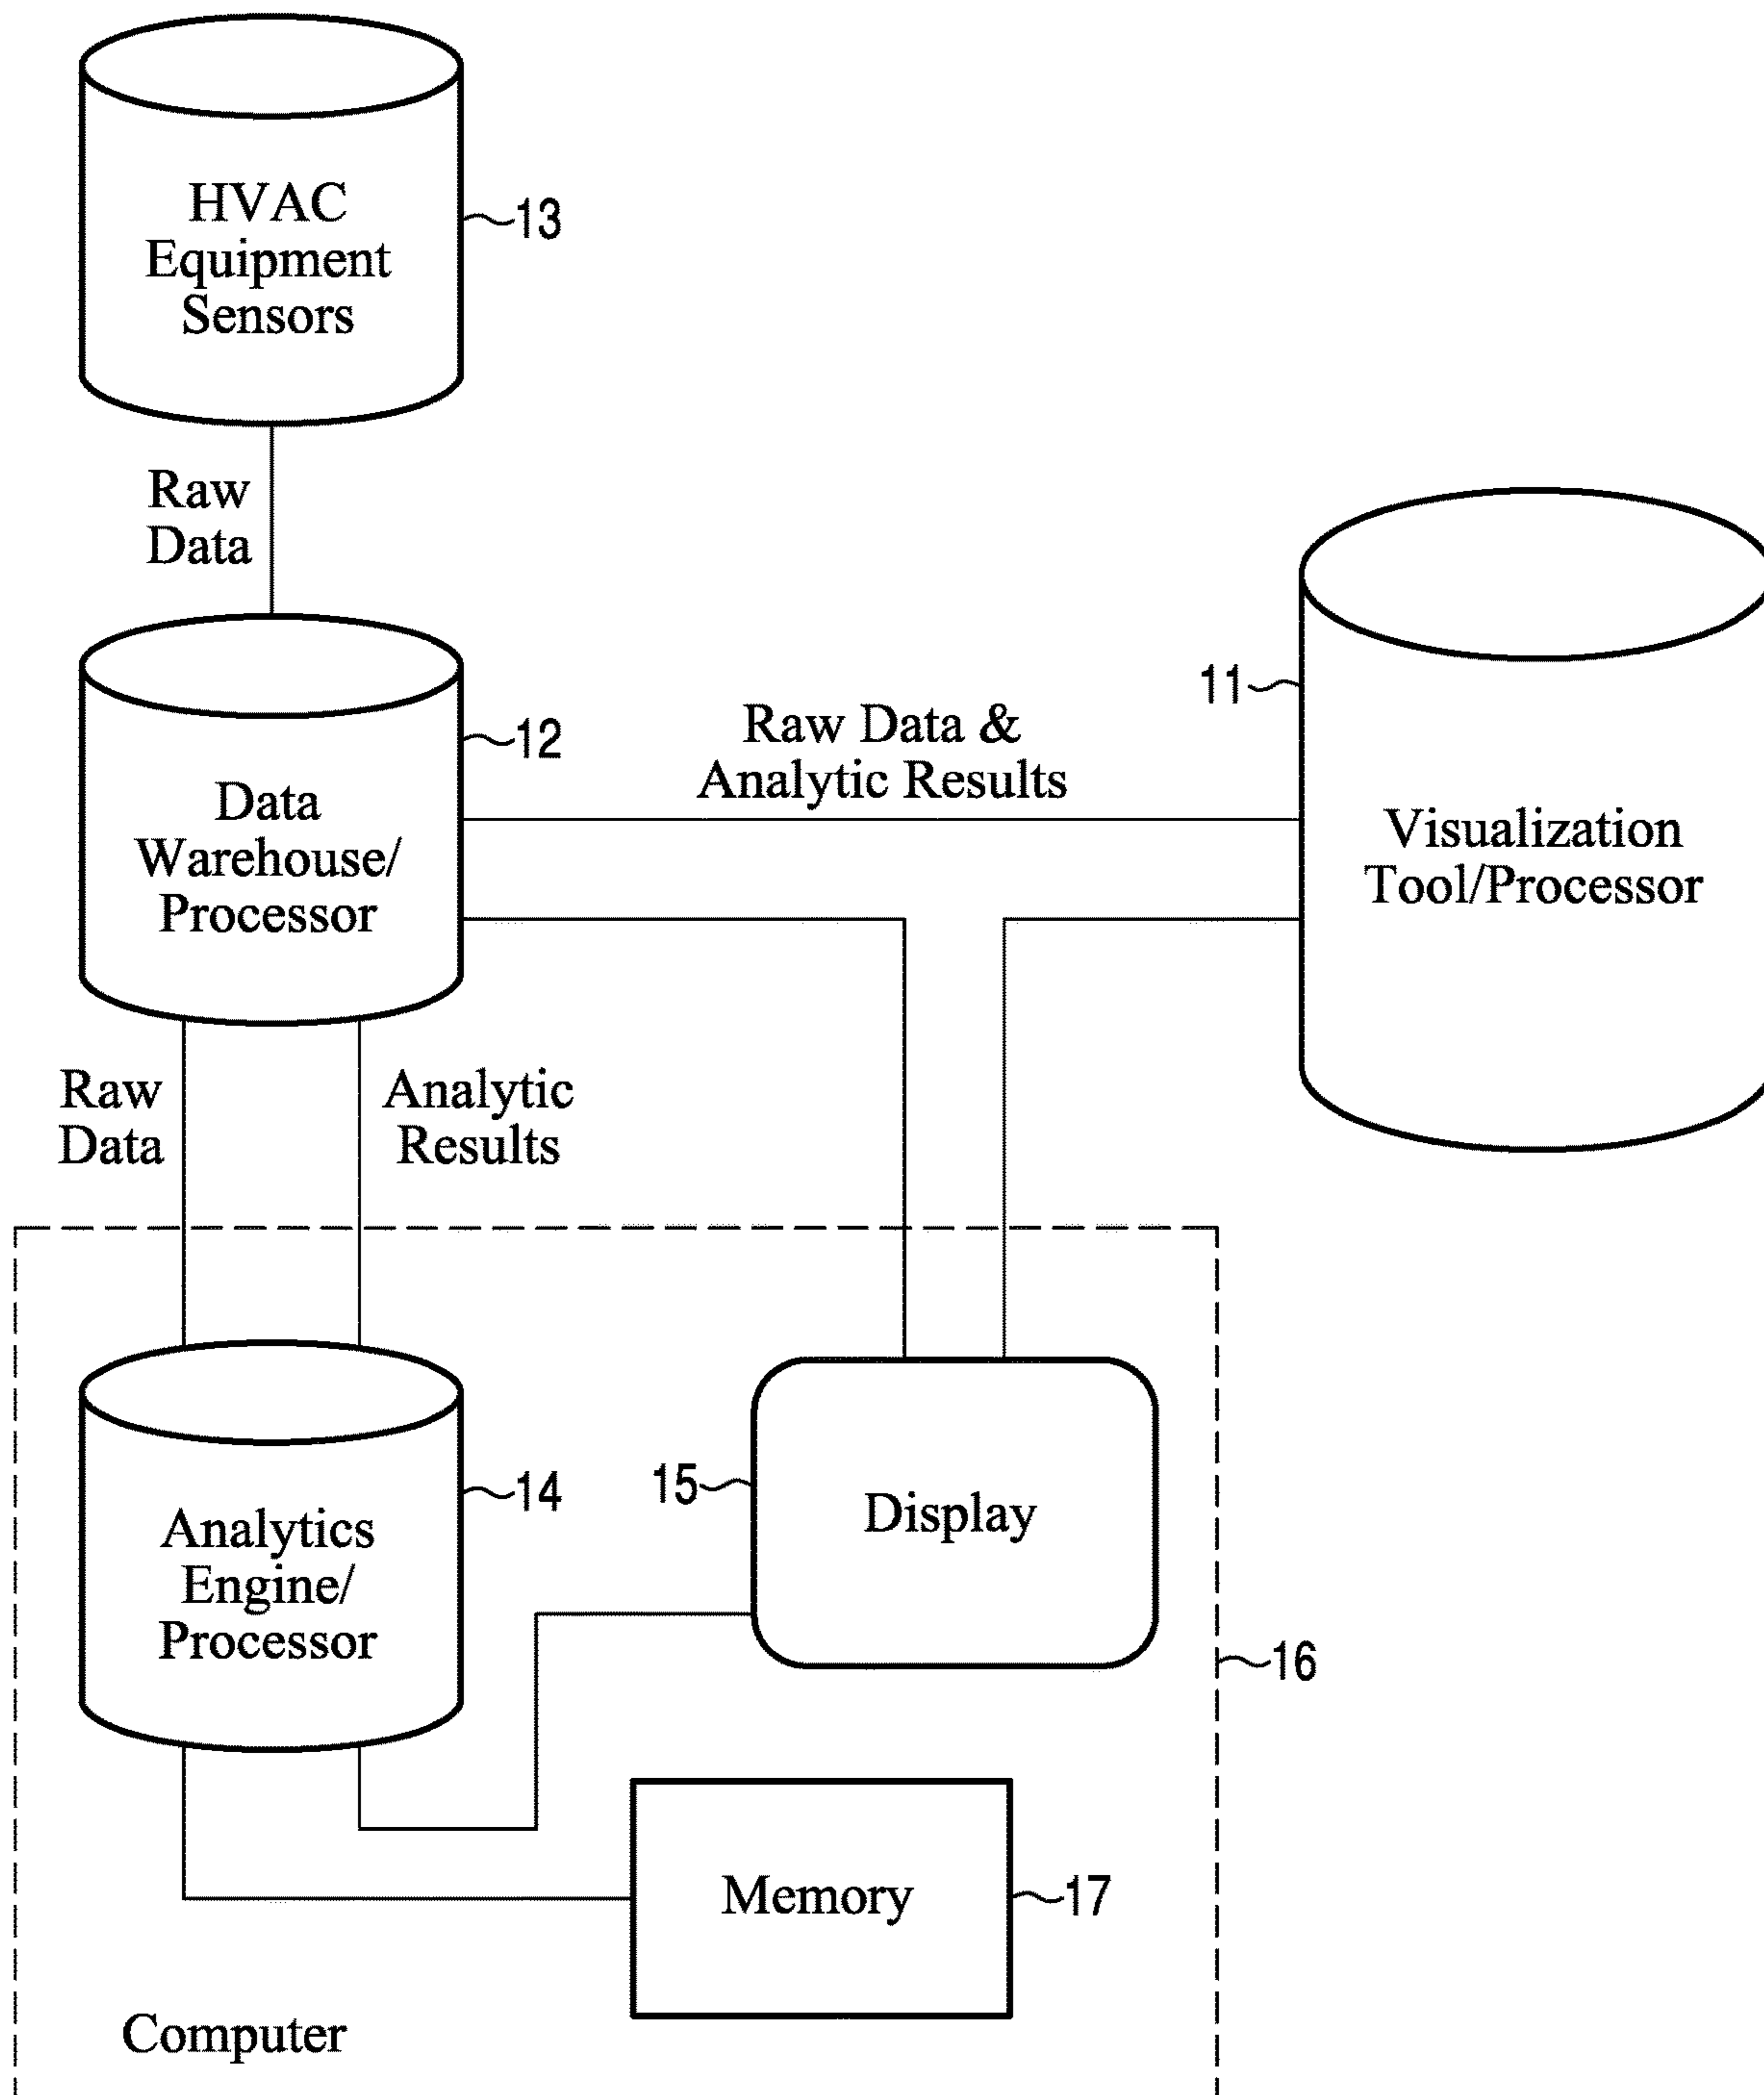 HVAC
Equipment
Sensors
13
Raw
Data
12
Data
Warehouse/
Processor
Raw Data &
Analytic Results
11
Visualization
Tool/Processor
Raw
Data
Analytic
Results
14
Analytics
Engine/
Processor
15
Display
16
Memory
17
Computer